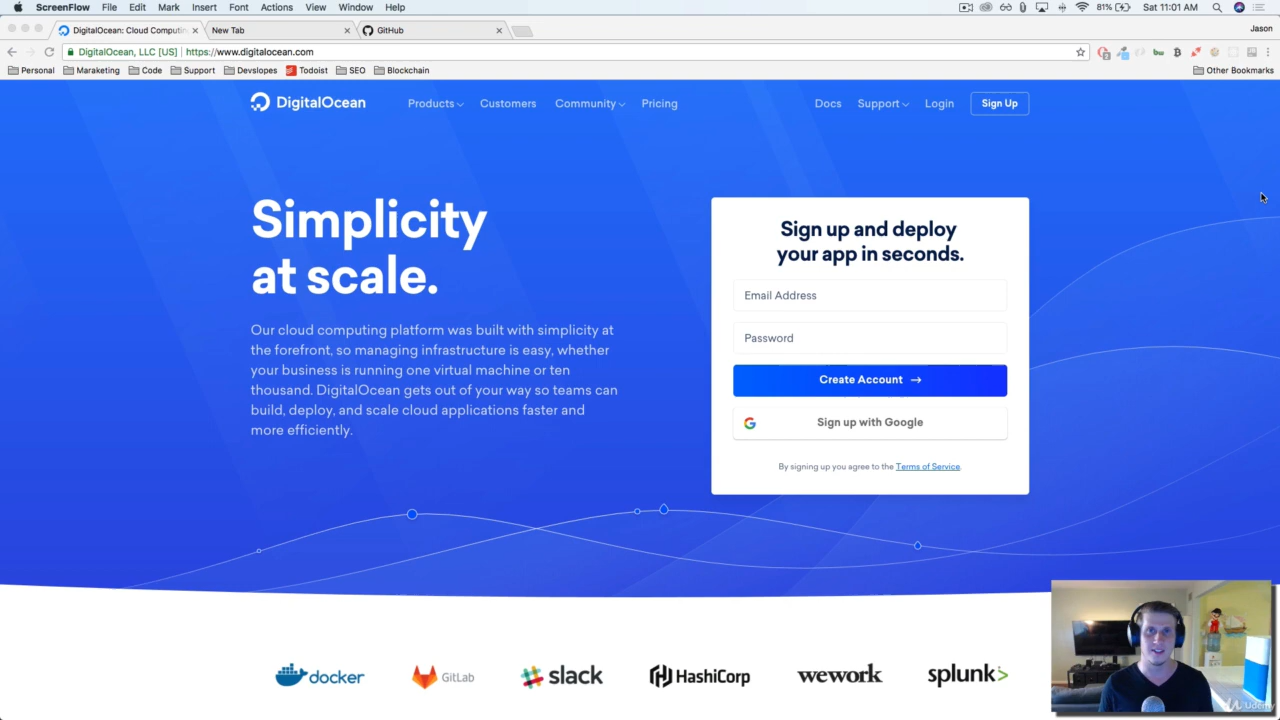 ScreenFlow File Edit Mark Insert Font Actions View Window Help 81% Sat 11:01 AM
DigitalOcean: Cloud Computin New Tab GitHub Jason
DigitalOcean, LLC [US] https://www.digitalocean.com
Personal Maraketing Code Support Devslopes Todoist SEO Blockchain Other Bookmarks
DigitalOcean Products Customers Community Pricing Docs Support Login Sign Up
Simplicity
at scale.
Our cloud computing platform was built with simplicity at
the forefront, so managing infrastructure is easy, whether
your business is running one virtual machine or ten
thousand. DigitalOcean gets out of your way so teams can
build, deploy, and scale cloud applications faster and
more efficiently.
Sign up and deploy
your app in seconds.
Email Address
Password
Create Account →
Sign up with Google
By signing up you agree to the Terms of Service.
docker GitLab slack HashiCorp wework splunk>
Udemy